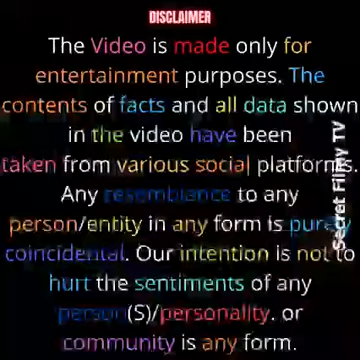 DISCLAIMER
The Video is made only for
entertainment purposes. The
contents of facts and all data shown
in the video have been
taken from various social platforms.
Any resemblance to any
person/entity in any form is purely
coincidental. Our intention is not to
hurt the sentiments of any
person(S)/personality. or
community is any form.
Secret Filmy TV